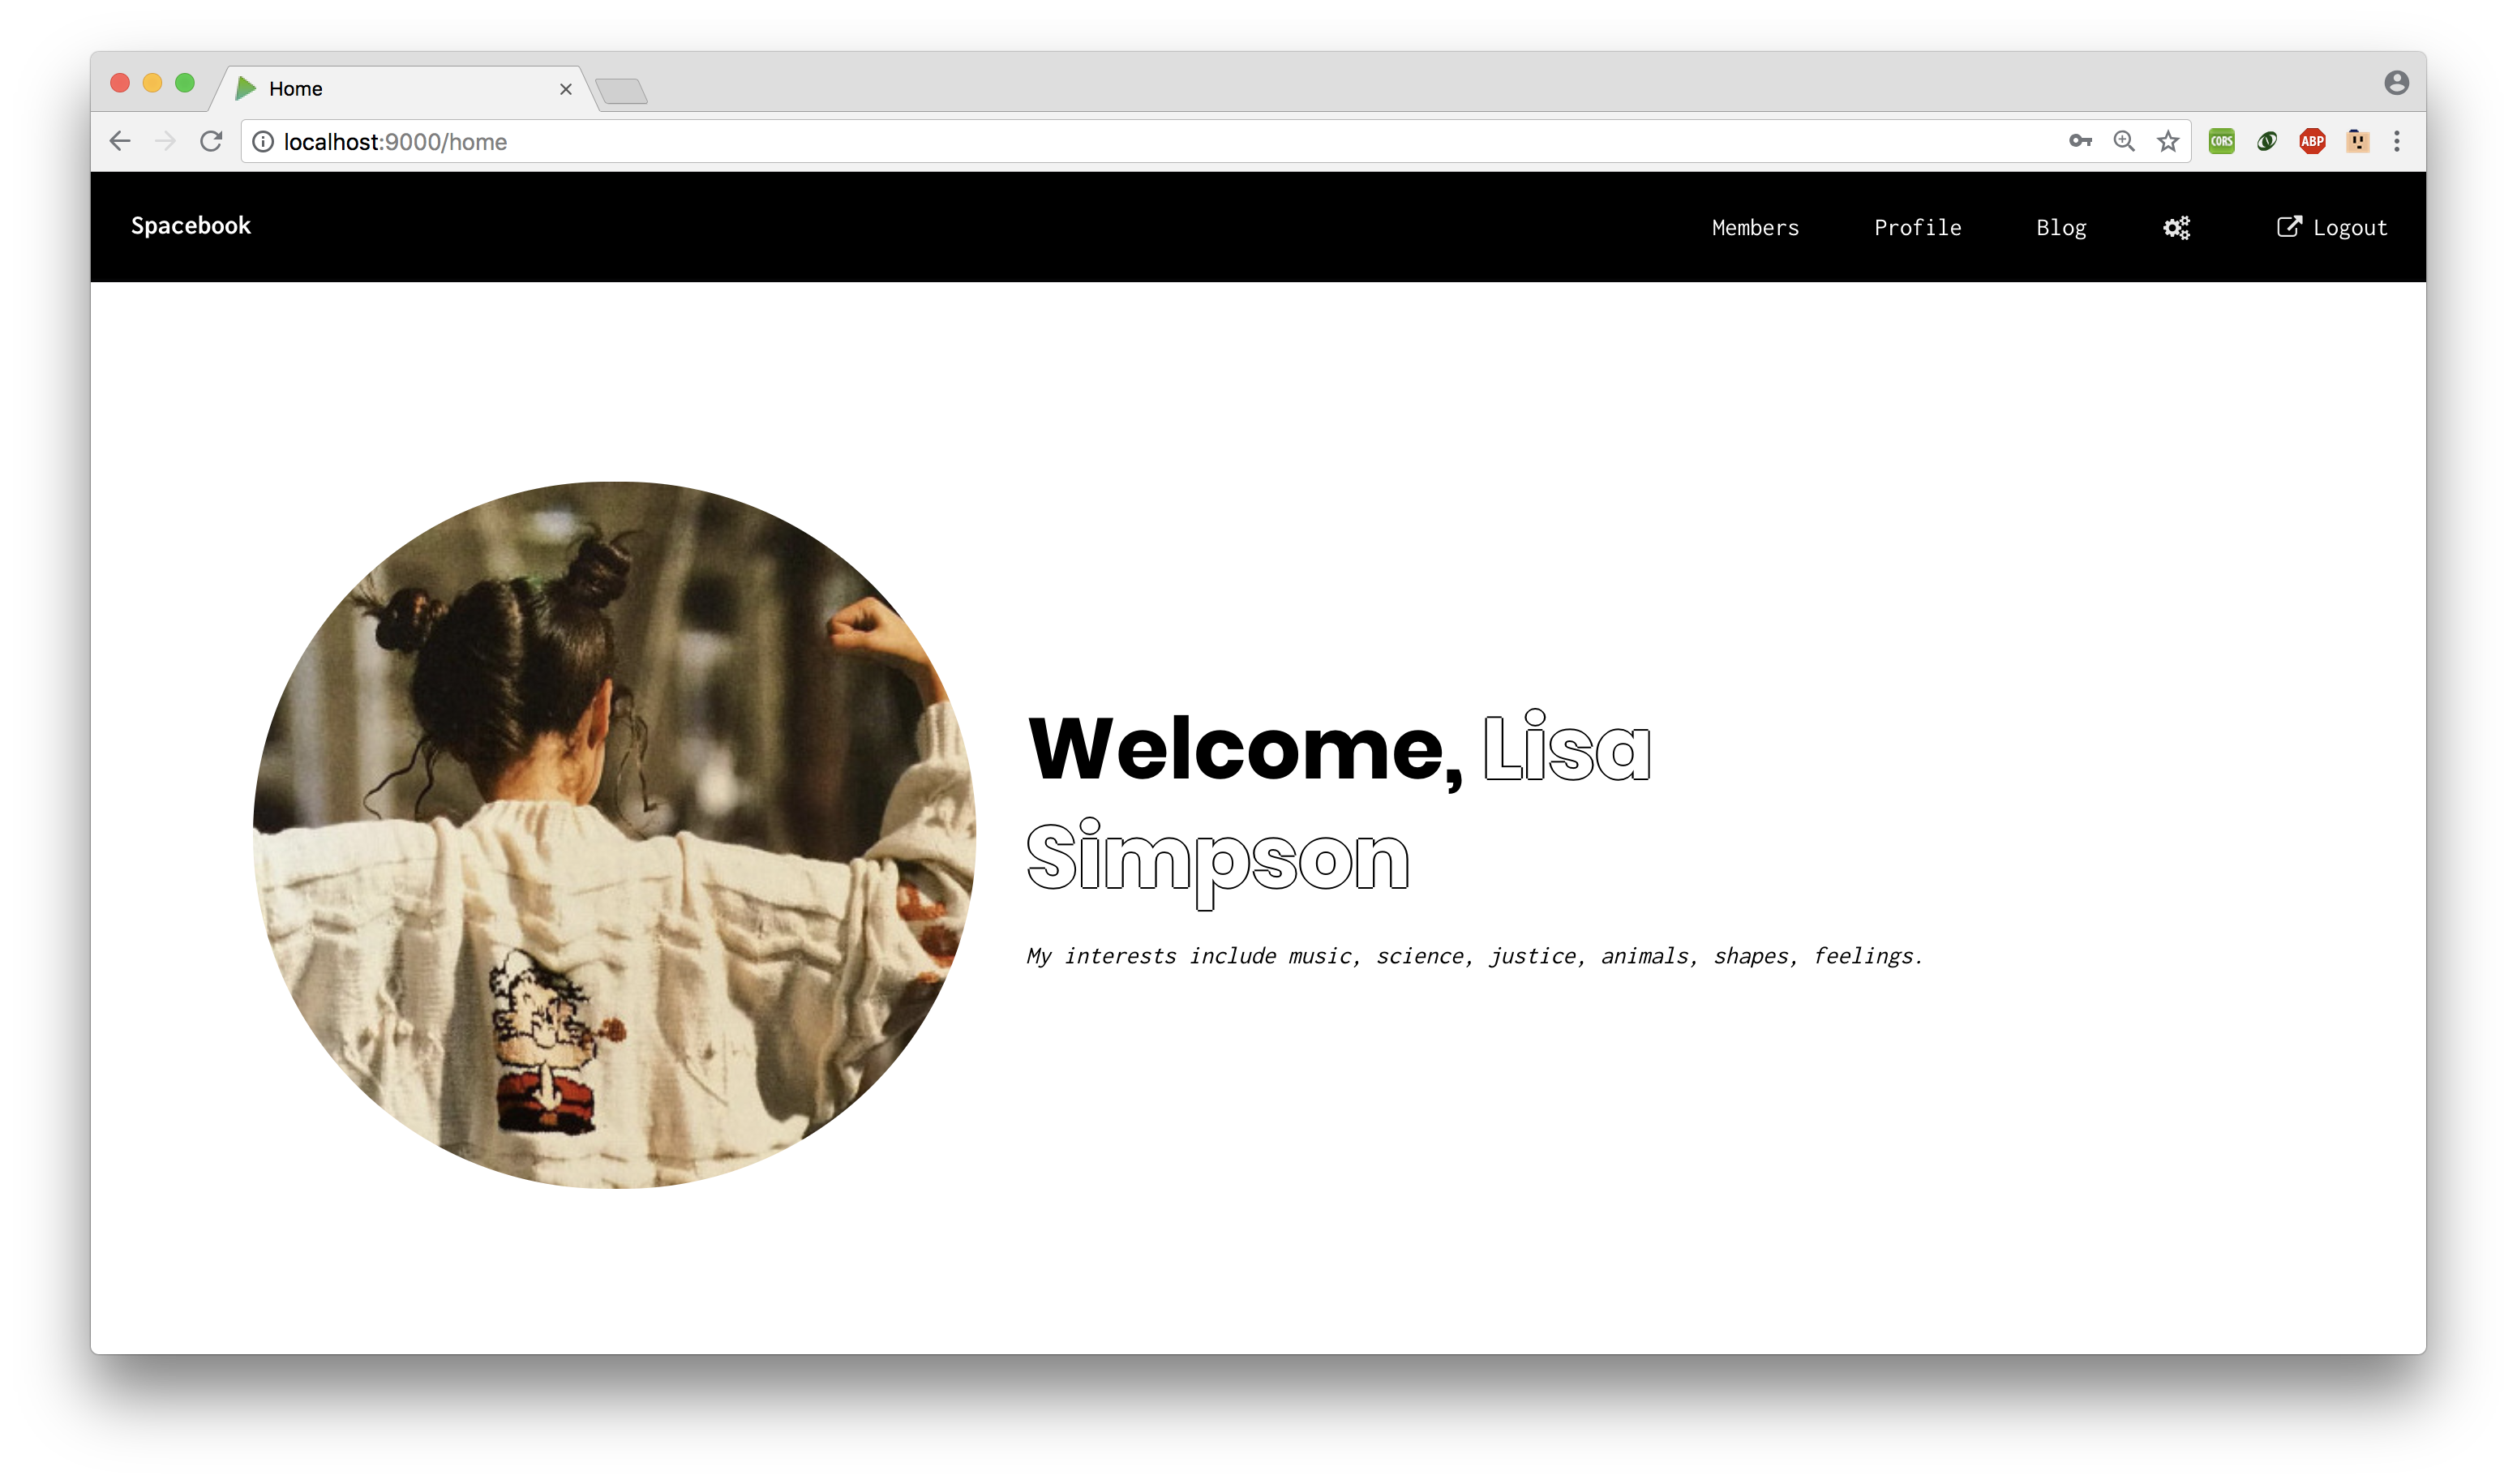 Home
localhost:9000/home
CORS
ABP
Spacebook
Members
Profile
Blog
Logout
Welcome, Lisa
Simpson
My interests include music, science, justice, animals, shapes, feelings.